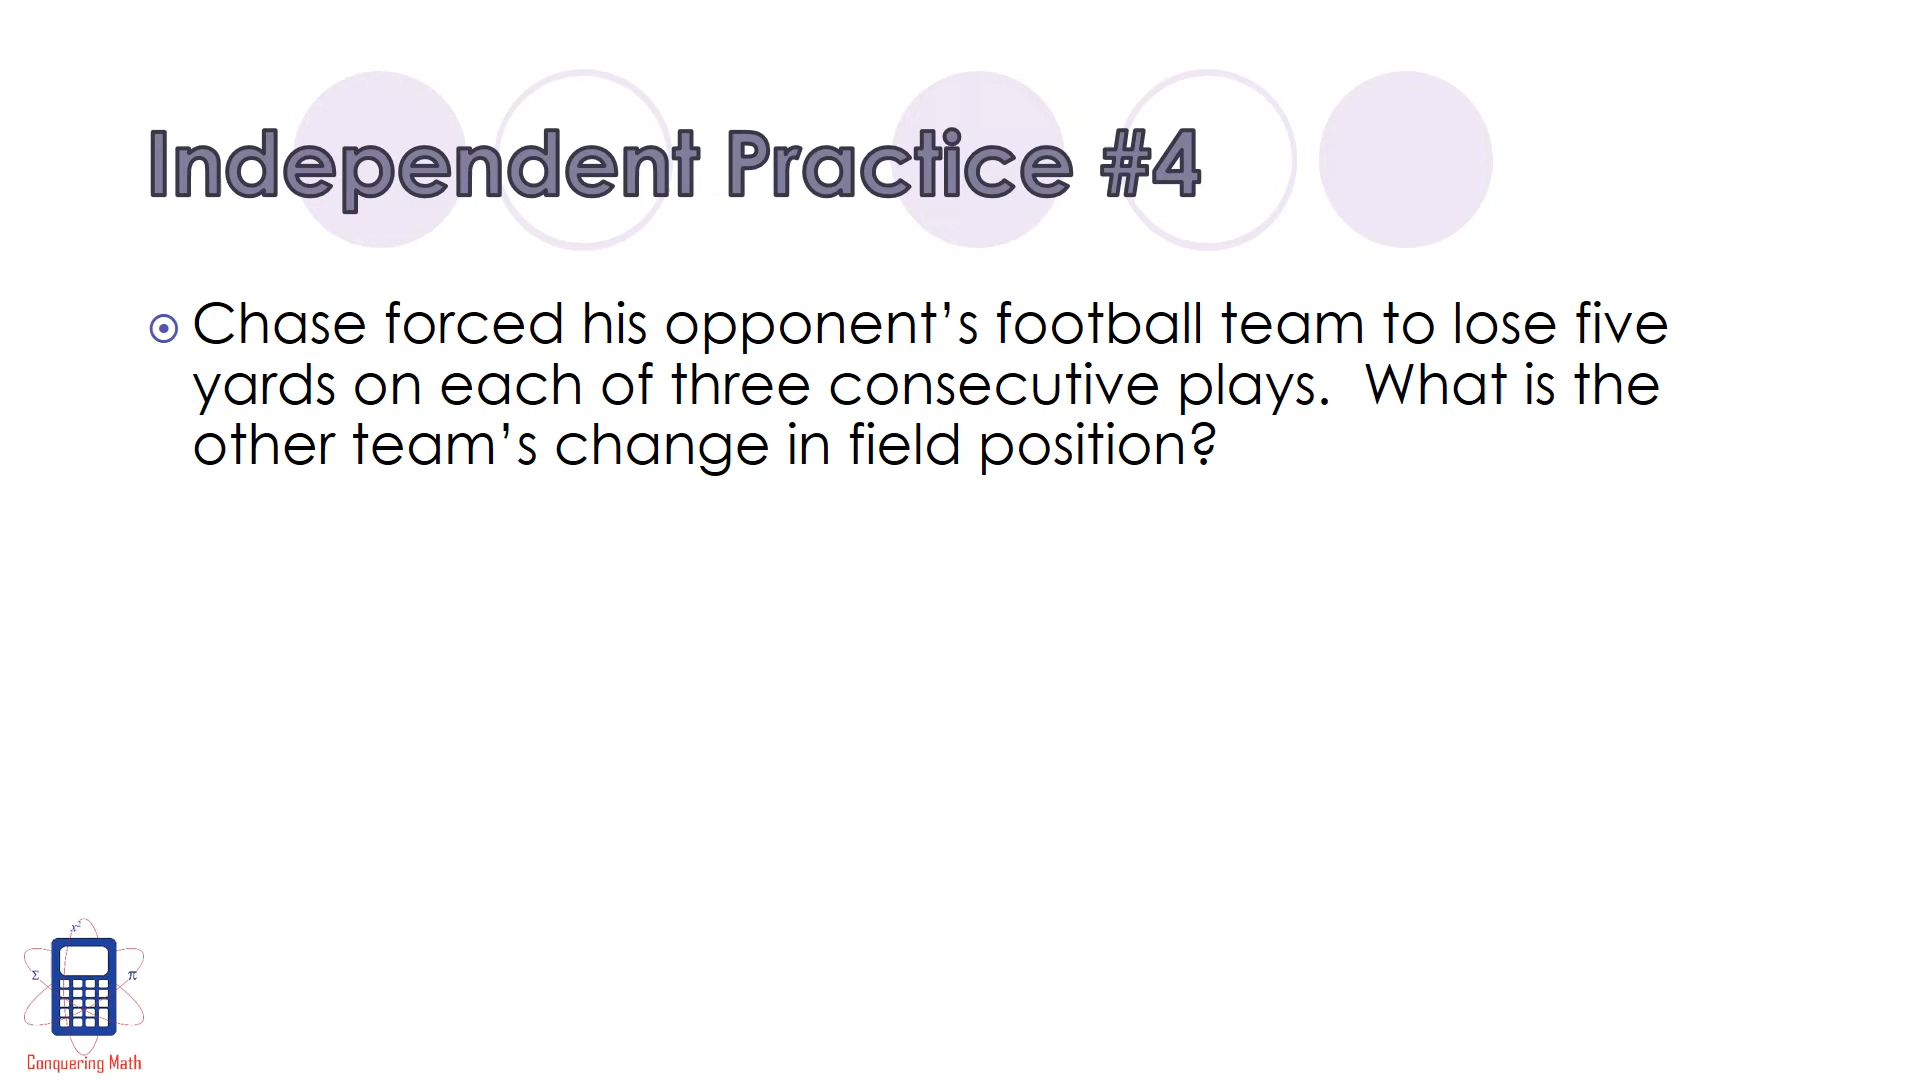 Independent Practice #4
Chase forced his opponent’s football team to lose five
yards on each of three consecutive plays.  What is the
other team’s change in field position?
x²
Σ
π
Conquering Math